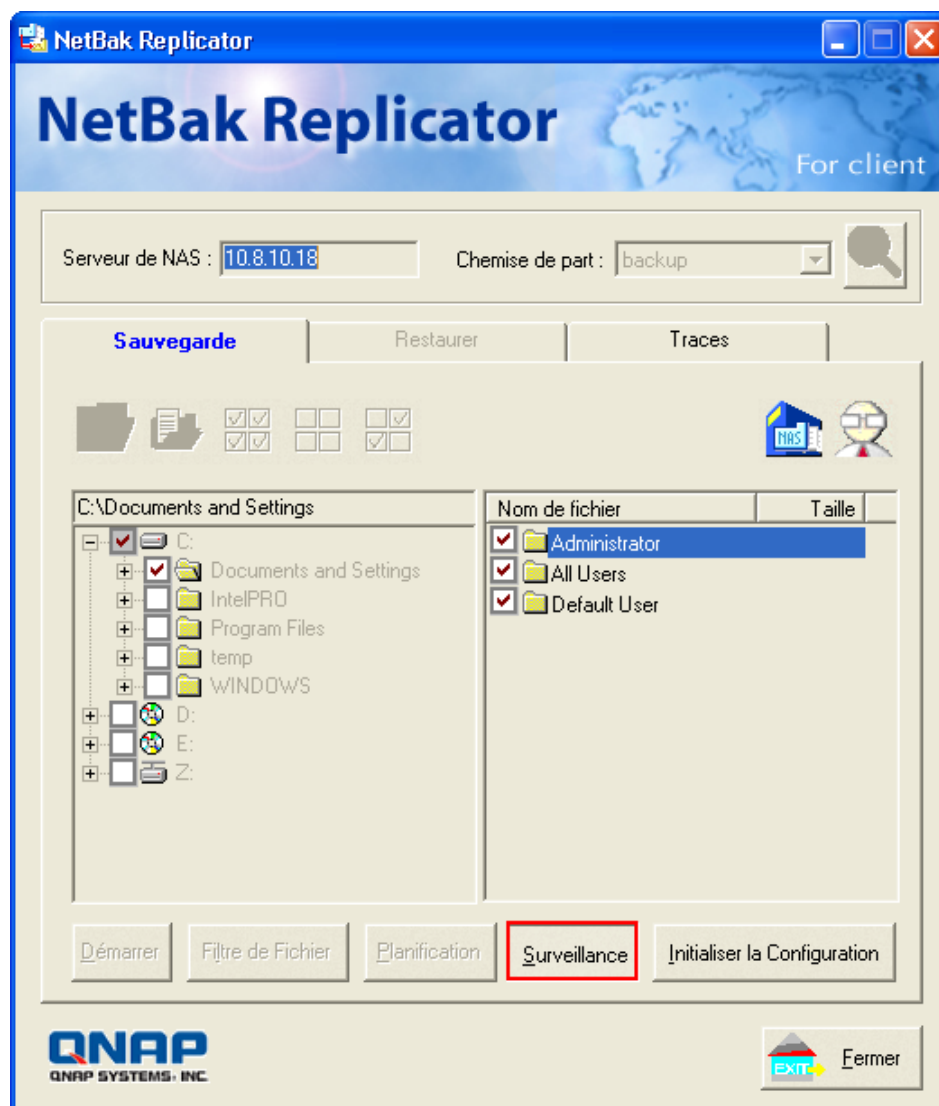 NetBak Replicator
NetBak Replicator
For client
Serveur de NAS : 10.8.10.18 Chemise de part : backup
Sauvegarde Restaurer Traces
NAS
C:\Documents and Settings
Nom de fichier Taille
C:
Documents and Settings
IntelPRO
Program Files
temp
WINDOWS
D:
E:
Z:
Administrator
All Users
Default User
Démarrer Filtre de Fichier Planification Surveillance Initialiser la Configuration
QNAP
QNAP SYSTEMS, INC.
EXIT Fermer